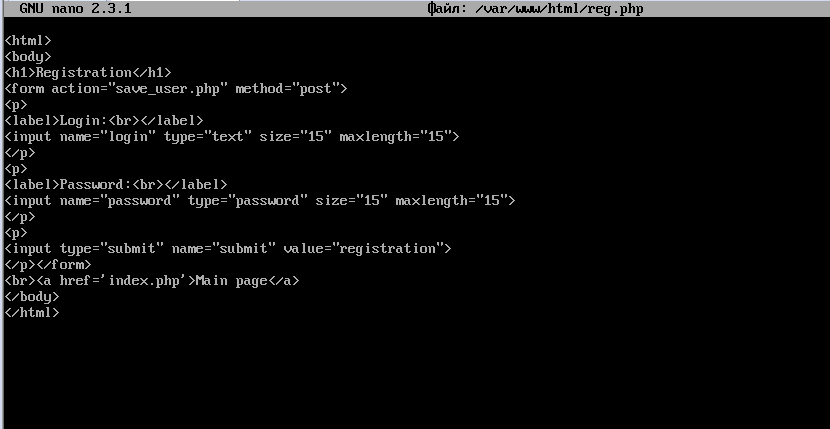 GNU nano 2.3.1 Файл: /var/www/html/reg.php
<html>
<body>
<h1>Registration</h1>
<form action="save_user.php" method="post">
<p>
<label>Login:<br></label>
<input name="login" type="text" size="15" maxlength="15">
</p>
<p>
<label>Password:<br></label>
<input name="password" type="password" size="15" maxlength="15">
</p>
<p>
<input type="submit" name="submit" value="registration">
</p></form>
<br><a href='index.php'>Main page</a>
</body>
</html>